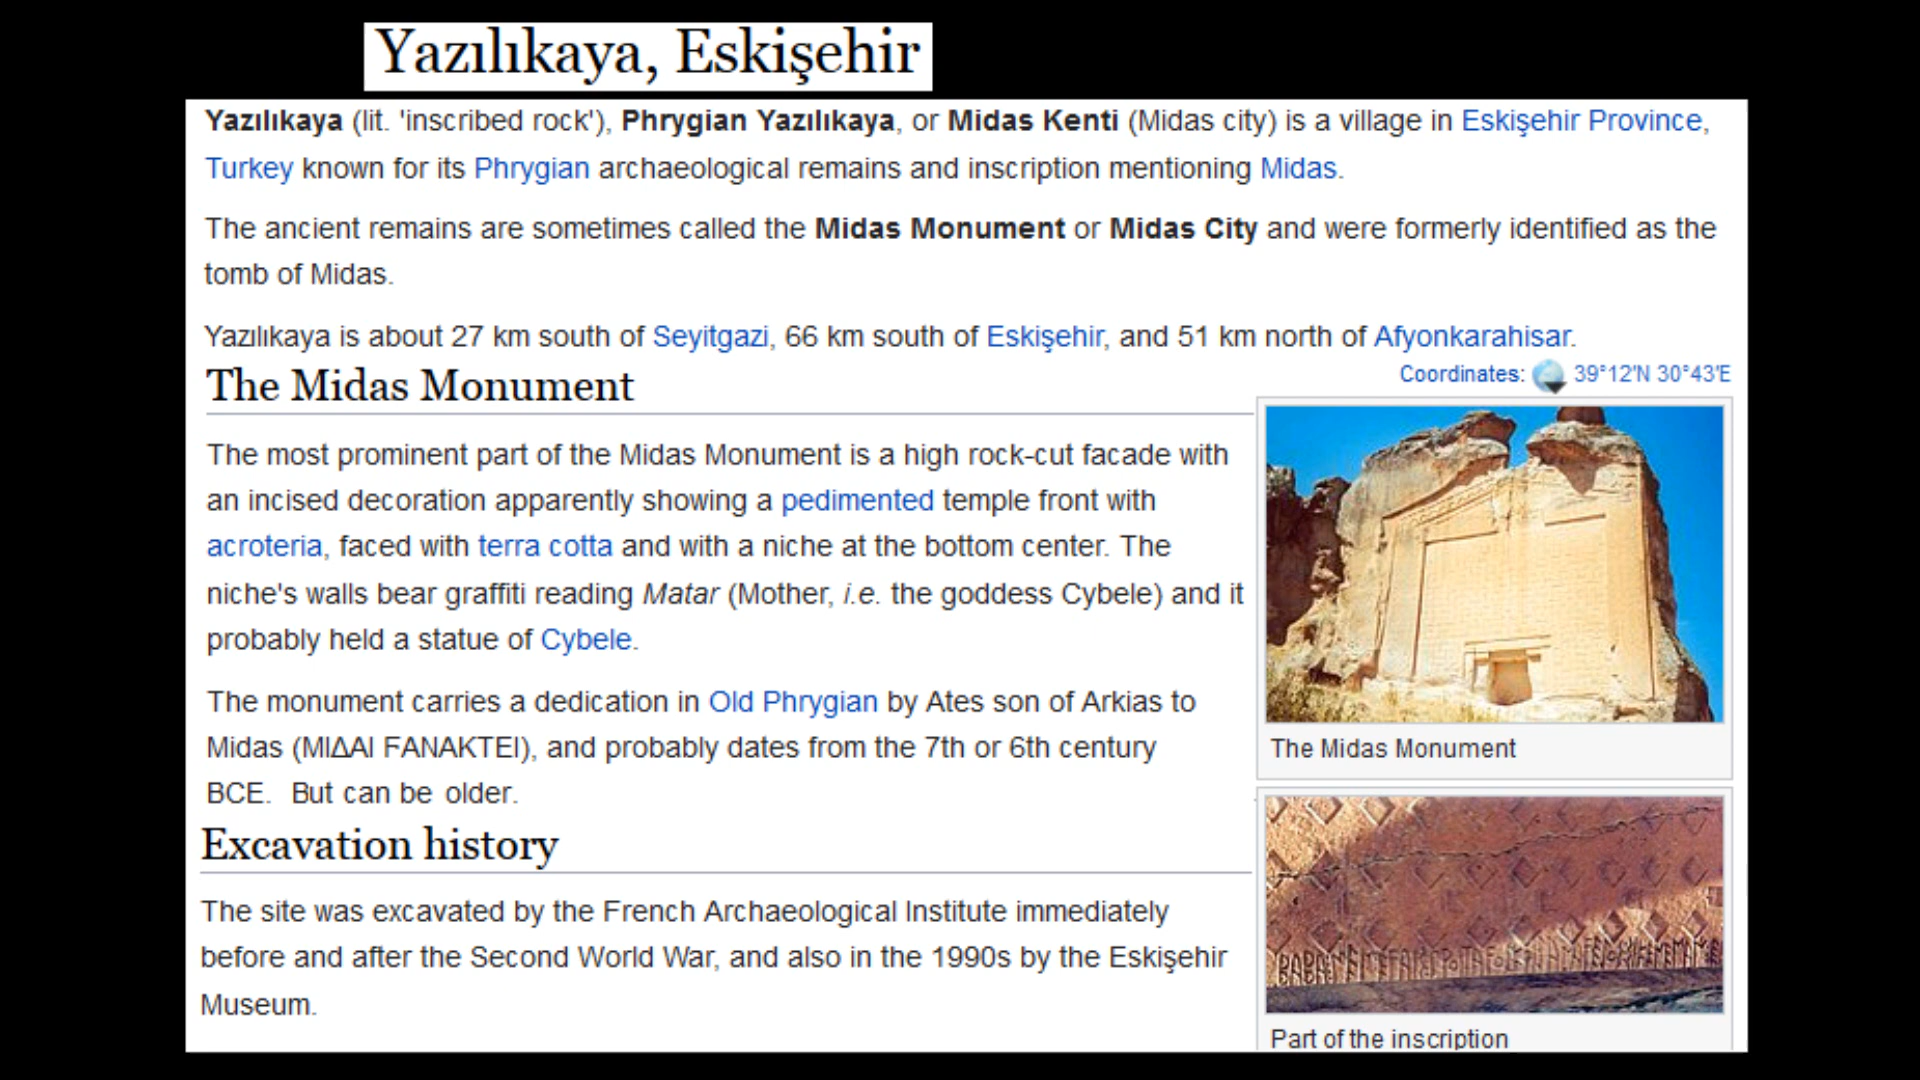 Yazılıkaya, Eskişehir
Yazılıkaya (lit. 'inscribed rock'), Phrygian Yazılıkaya, or Midas Kenti (Midas city) is a village in Eskişehir Province,
Turkey known for its Phrygian archaeological remains and inscription mentioning Midas.
The ancient remains are sometimes called the Midas Monument or Midas City and were formerly identified as the
tomb of Midas.
Yazılıkaya is about 27 km south of Seyitgazi, 66 km south of Eskişehir, and 51 km north of Afyonkarahisar.
Coordinates: 39°12'N 30°43'E
The Midas Monument
The most prominent part of the Midas Monument is a high rock-cut facade with
an incised decoration apparently showing a pedimented temple front with
acroteria, faced with terra cotta and with a niche at the bottom center. The
niche's walls bear graffiti reading Matar (Mother, i.e. the goddess Cybele) and it
probably held a statue of Cybele.
The monument carries a dedication in Old Phrygian by Ates son of Arkias to
Midas (ΜΙΔΑΙ FΑΝΑΚΤΕΙ), and probably dates from the 7th or 6th century
BCE. But can be older.
The Midas Monument
Excavation history
The site was excavated by the French Archaeological Institute immediately
before and after the Second World War, and also in the 1990s by the Eskişehir
Museum.
Part of the inscription